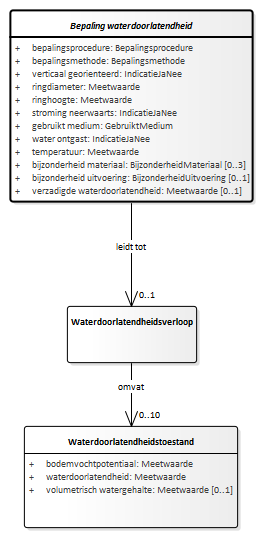 Bepaling waterdoorlatendheid
+ bepalingsprocedure: Bepalingsprocedure
+ bepalingsmethode: Bepalingsmethode
+ verticaal georienteerd: IndicatieJaNee
+ ringdiameter: Meetwaarde
+ ringhoogte: Meetwaarde
+ stroming neerwaarts: IndicatieJaNee
+ gebruikt medium: GebruiktMedium
+ water ontgast: IndicatieJaNee
+ temperatuur: Meetwaarde
+ bijzonderheid materiaal: BijzonderheidMateriaal [0..3]
+ bijzonderheid uitvoering: BijzonderheidUitvoering [0..1]
+ verzadigde waterdoorlatendheid: Meetwaarde [0..1]
leidt tot
0..1
Waterdoorlatendheidsverloop
omvat
0..10
Waterdoorlatendheidstoestand
+ bodemvochtpotentiaal: Meetwaarde
+ waterdoorlatendheid: Meetwaarde
+ volumetrisch watergehalte: Meetwaarde [0..1]